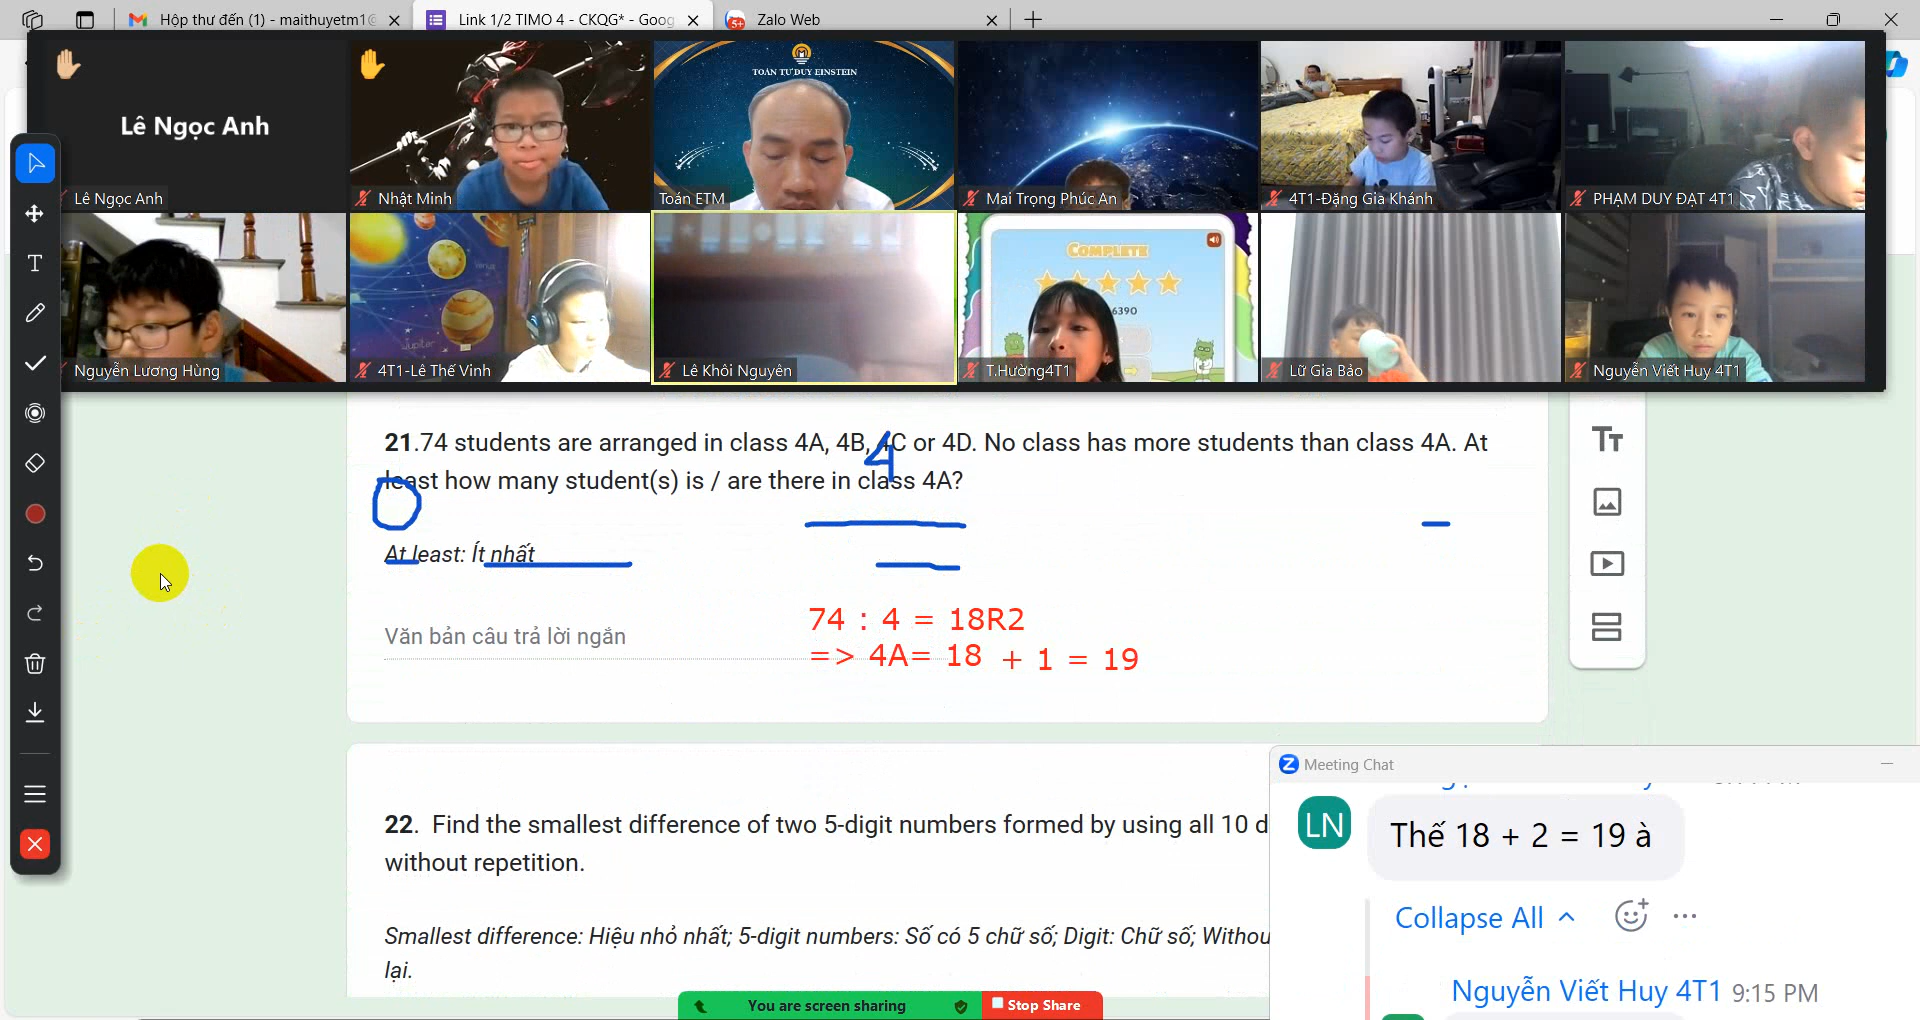 Hộp thư đến (1) - maithuyetm1@
Link 1/2 TIMO 4 - CKQG* - Goog
5+
Zalo Web
Lê Ngọc Anh
TOÁN TƯ DUY EINSTEIN
Lê Ngọc Anh
Nhật Minh
Toán ETM
Mai Trọng Phúc An
4T1-Đặng Gia Khánh
PHẠM DUY ĐẠT 4T1
Venus
Jupiter
COMPLETE
6390
Nguyễn Lương Hùng
4T1-Lê Thế Vinh
Lê Khôi Nguyên
T.Hường4T1
Lữ Gia Bảo
Nguyễn Viết Huy 4T1
21.74 students are arranged in class 4A, 4B, 4C or 4D. No class has more students than class 4A. At
least how many student(s) is / are there in class 4A?
4
At least: Ít nhất
Văn bản câu trả lời ngắn
74 : 4 = 18R2
=> 4A= 18 + 1 = 19
22. Find the smallest difference of two 5-digit numbers formed by using all 10 d
without repetition.
Smallest difference: Hiệu nhỏ nhất; 5-digit numbers: Số có 5 chữ số; Digit: Chữ số; Withou
lại.
Meeting Chat
LN
Thế 18 + 2 = 19 à
Collapse All
Nguyễn Viết Huy 4T1 9:15 PM
You are screen sharing
Stop Share